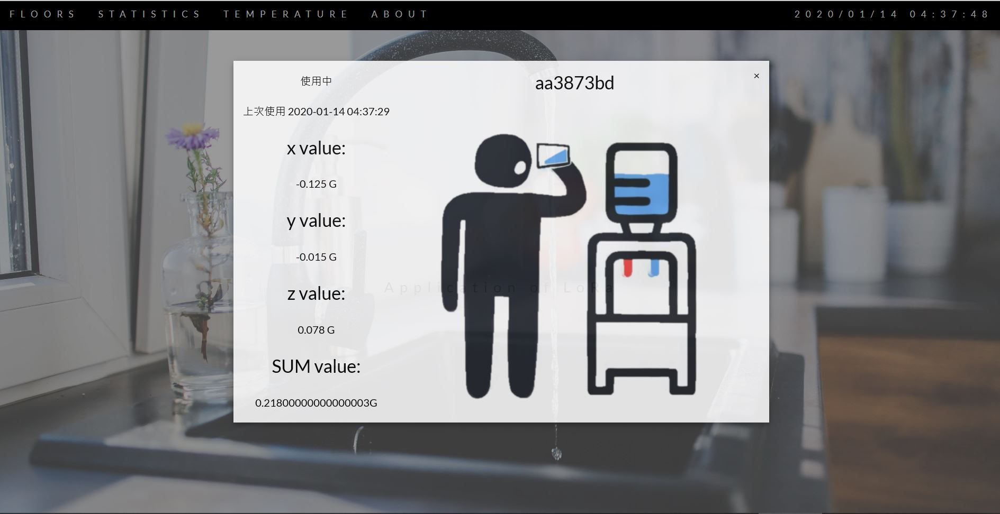 FLOORS STATISTICS TEMPERATURE ABOUT 2020/01/14 04:37:48
使用中
aa3873bd
×
上次使用 2020-01-14 04:37:29
x value:
-0.125 G
y value:
-0.015 G
z value:
0.078 G
SUM value:
0.21800000000000003G
Application of LoRa